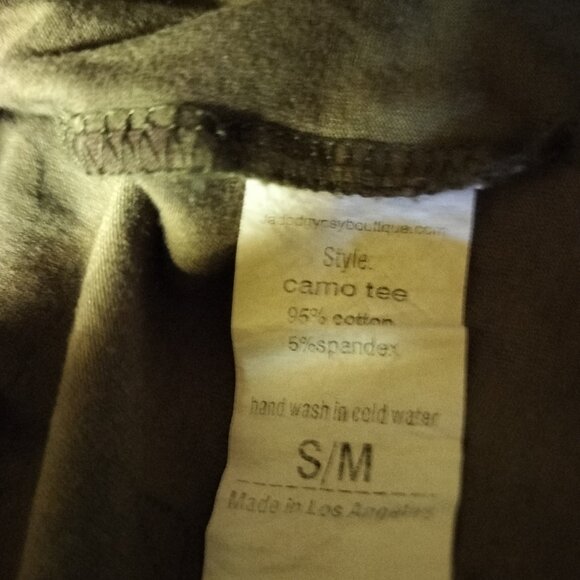 Style:
camo tee
95% cotton
5%spandex
hand wash in cold water
S/M
Made in Los Angeles